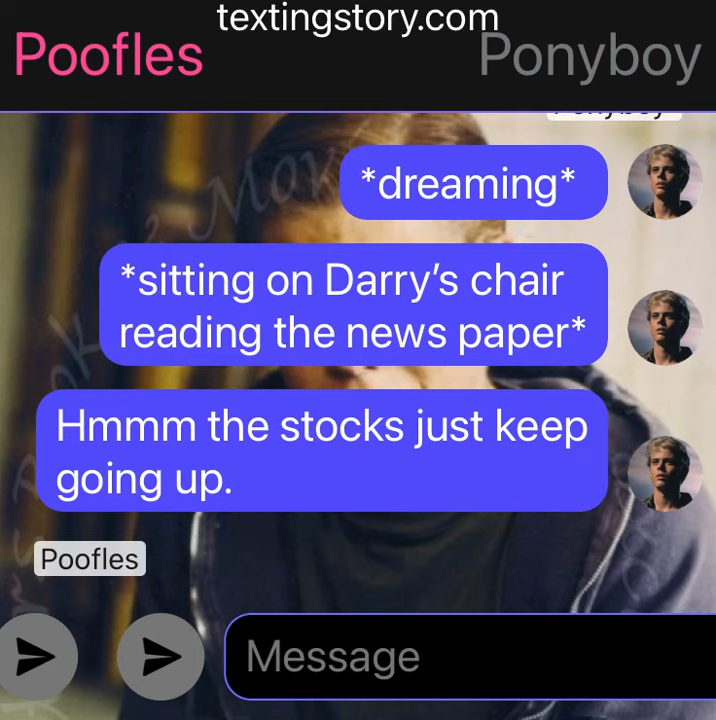 textingstory.com
Poofles
Ponyboy
Ponyboy
*dreaming*
*sitting on Darry’s chair
reading the news paper*
Hmmm the stocks just keep
going up.
Poofles
Message